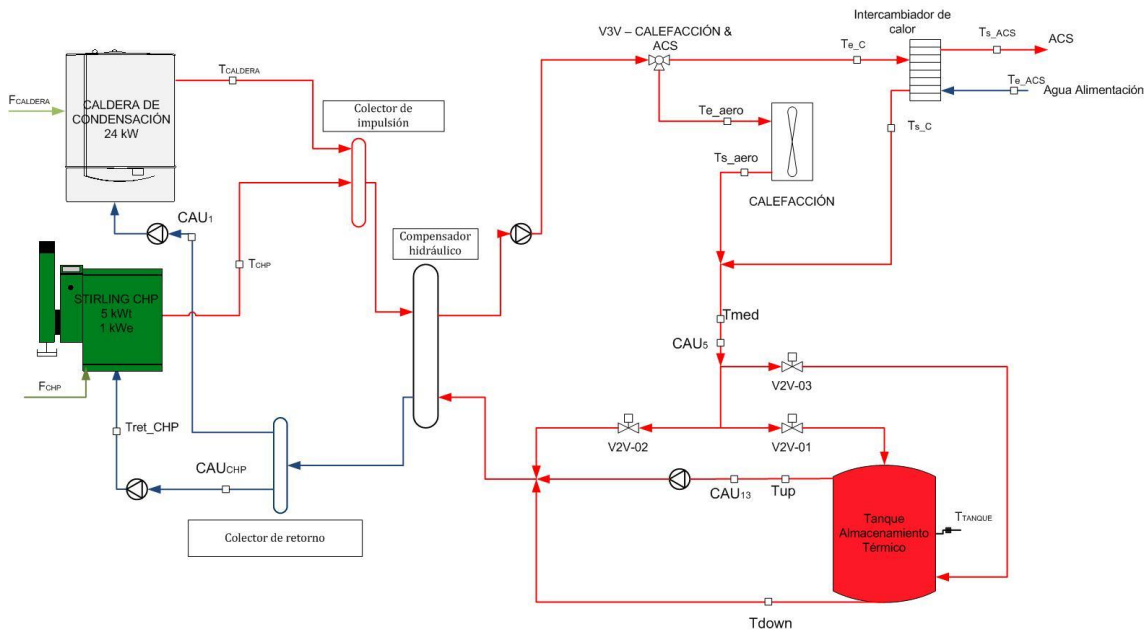 Intercambiador de
calor
V3V – CALEFACCIÓN &
ACS
Ts_ACS
ACS
Te_C
Te_ACS
Agua Alimentación
Ts_C
TCALDERA
FCALDERA
CALDERA DE
CONDENSACIÓN
24 kW
Colector de
impulsión
Te_aero
Ts_aero
CALEFACCIÓN
CAU1
Compensador
hidráulico
TCHP
STIRLING CHP
5 kWt
1 kWe
Tmed
CAU5
V2V-03
FCHP
Tret_CHP
V2V-02
V2V-01
CAUCHP
CAU13
Tup
Colector de retorno
Tanque
Almacenamiento
Térmico
TTANQUE
Tdown